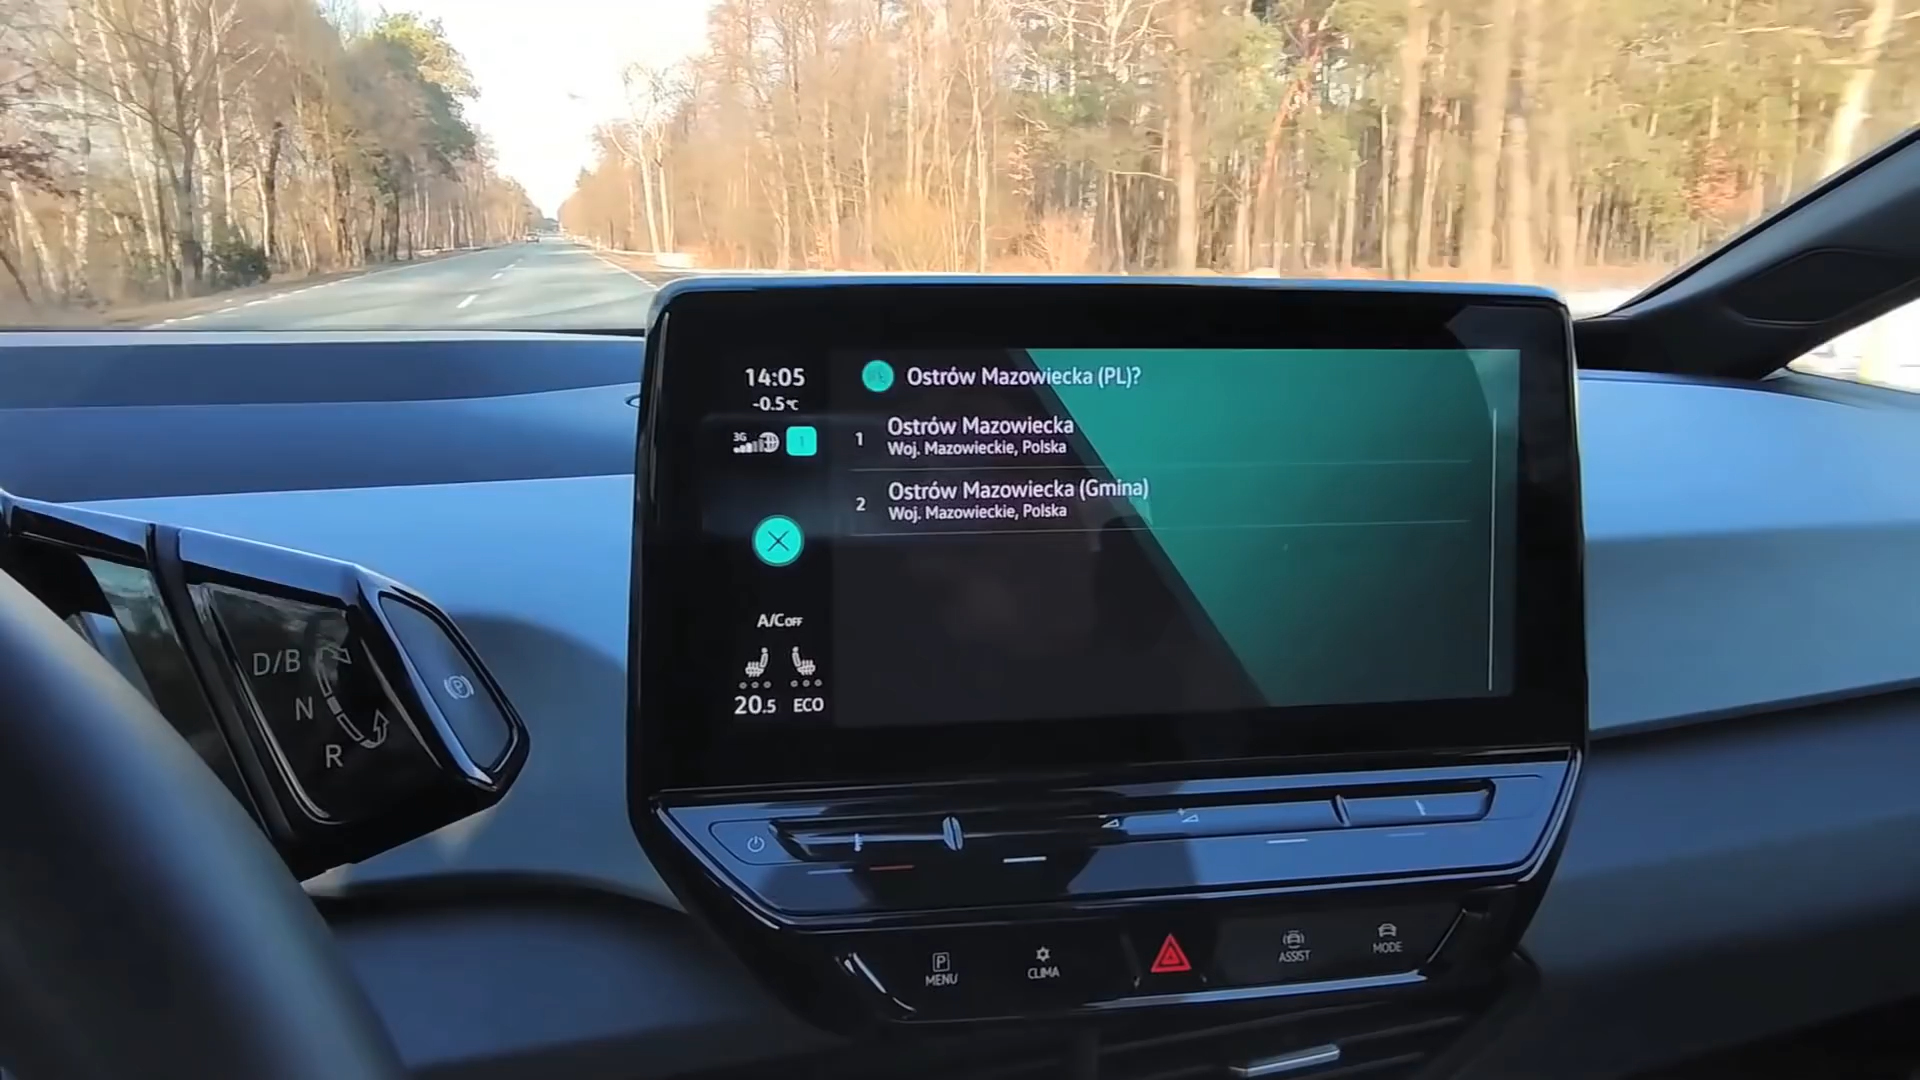 14:05
-0.5°C
3G
1
Ostrów Mazowiecka (PL)?
1
Ostrów Mazowiecka
Woj. Mazowieckie, Polska
2
Ostrów Mazowiecka (Gmina)
Woj. Mazowieckie, Polska
A/C OFF
20.5 ECO
D/B
N
R
P
P
MENU
CLIMA
ASSIST
MODE